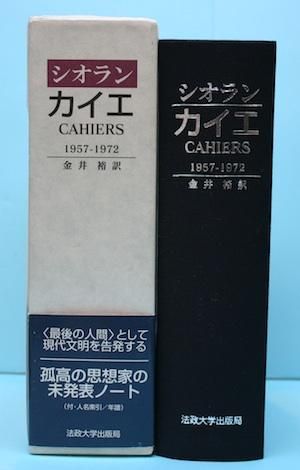 シオラン
カイエ
CAHIERS
1957-1972
金井 裕訳
〈最後の人間〉として
現代文明を告発する
孤高の思想家の
未発表ノート
(付・人名索引/年譜)
法政大学出版局
シオラン
カイエ
CAHIERS
1957-1972
金井 裕訳
法政大学出版局